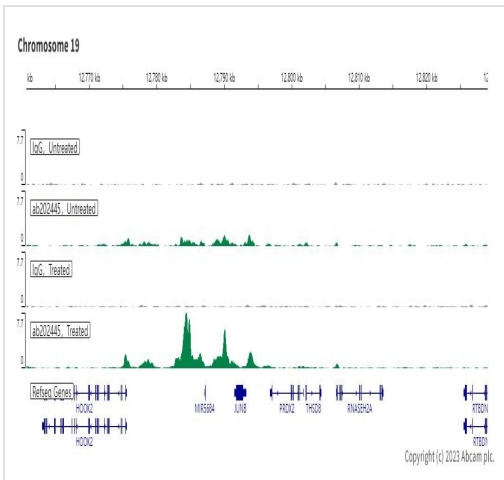 Chromosome 19
kb 12,770 kb 12,780 kb 12,790 kb 12,800 kb 12,810 kb 12,820 kb 12
7.7
IgG, Untreated
0
7.7
ab202445, Untreated
0
7.7
IgG, Treated
0
7.7
ab202445, Treated
0
Refseq Genes
HOOK2 MIR5684 JUNB PRDX2 THSD8 RNASEH2A RTBDN
HOOK2 RTBDN
Copyright (c) 2023 Abcam plc.